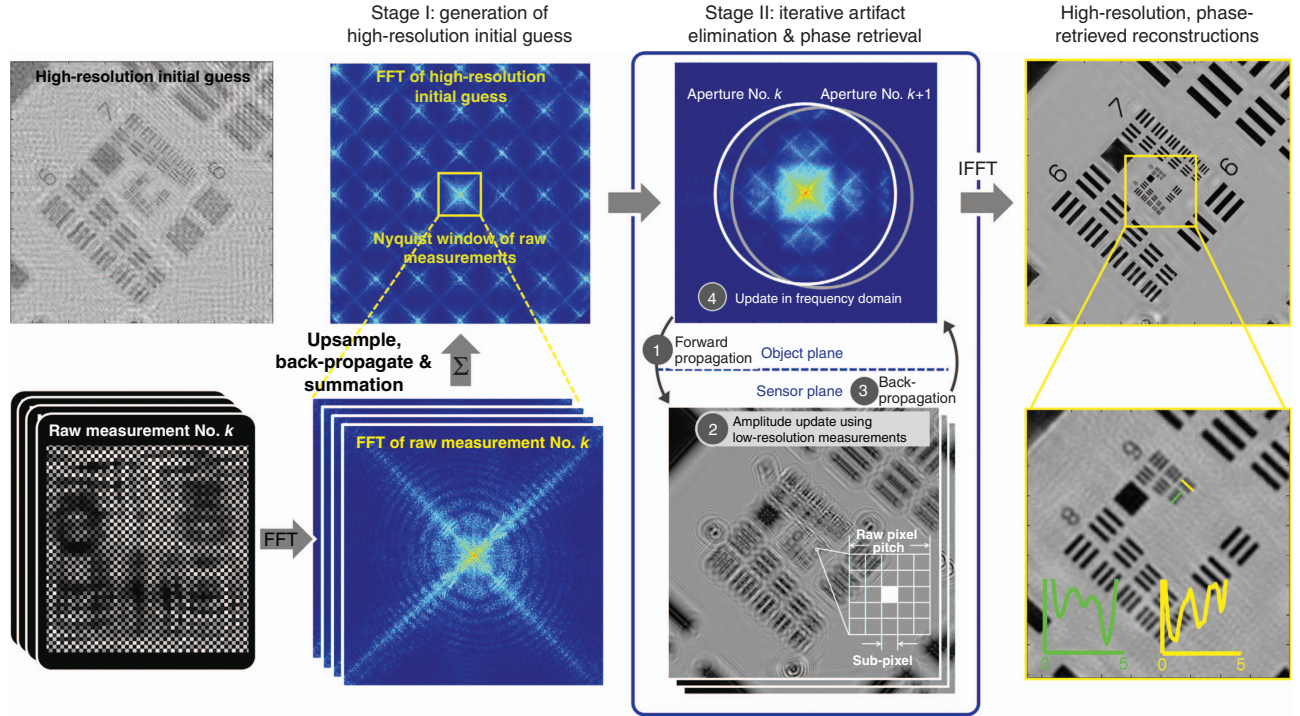 Stage I: generation of
high-resolution initial guess
Stage II: iterative artifact
elimination & phase retrieval
High-resolution, phase-
retrieved reconstructions
High-resolution initial guess
7
6
6
FFT of high-resolution
initial guess
Nyquist window of raw
measurements
Aperture No. k
Aperture No. k+1
4
Update in frequency domain
IFFT
7
6
6
Upsample,
back-propagate &
summation
Σ
1
Forward
propagation
Object plane
Sensor plane
3
Back-
propagation
Raw measurement No. k
FFT
FFT of raw measurement No. k
2
Amplitude update using
low-resolution measurements
Raw pixel
pitch
Sub-pixel
9
8
0
5
0
5